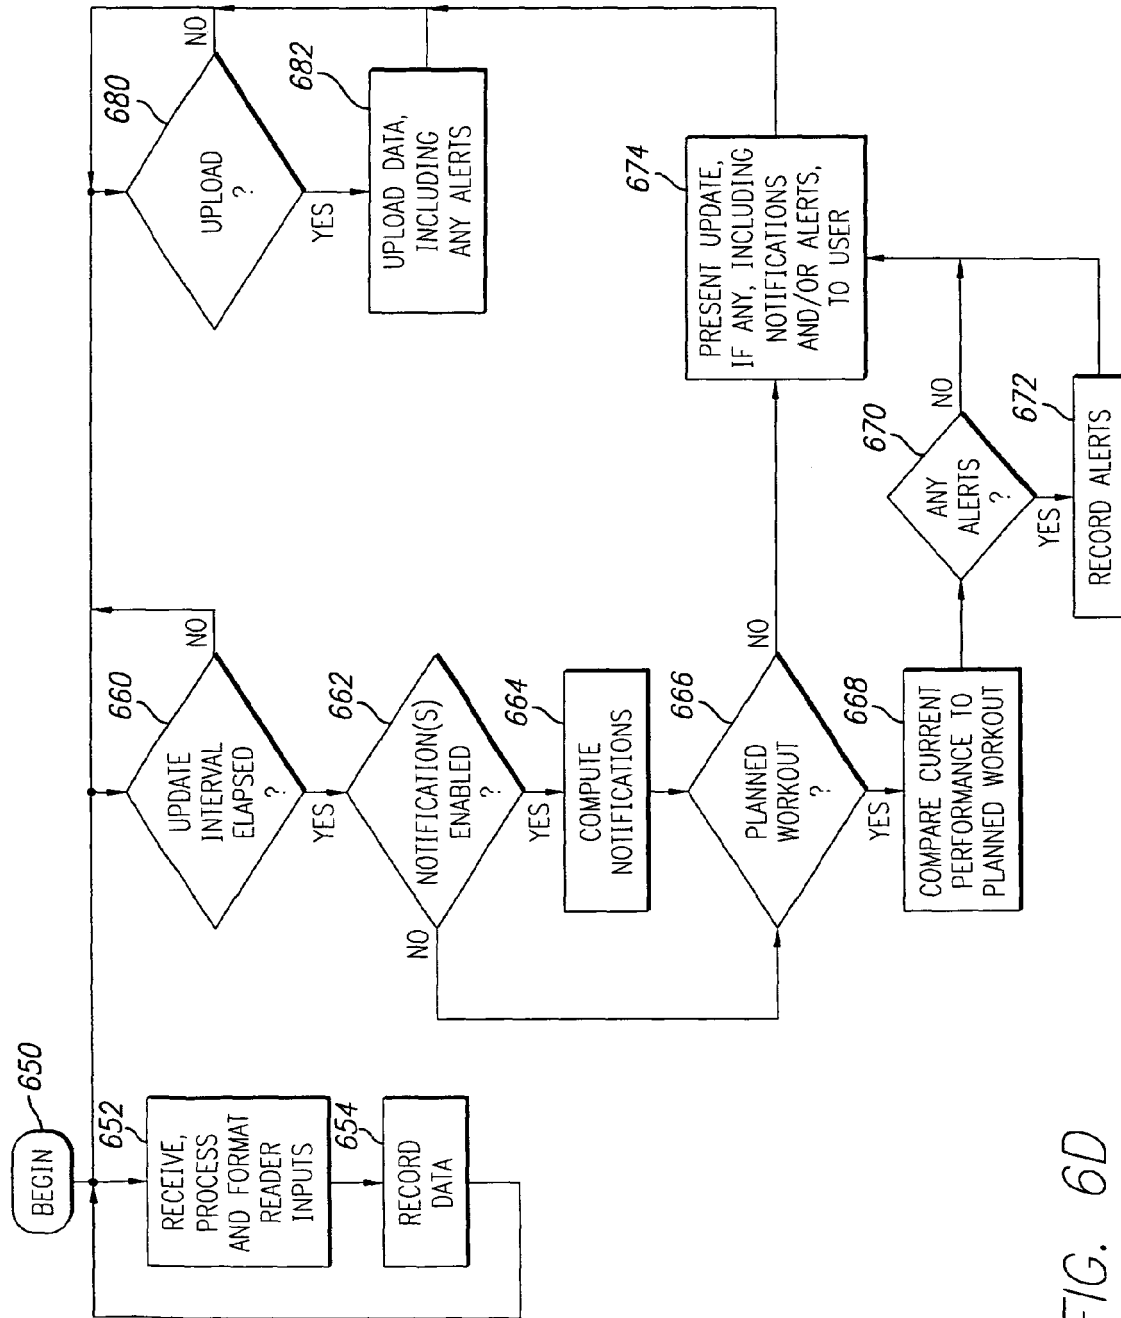 BEGIN
650
652
RECEIVE,
PROCESS
AND FORMAT
READER
INPUTS
654
RECORD
DATA
660
UPDATE
INTERVAL
ELAPSED
?
NO
YES
662
NOTIFICATION(S)
ENABLED
?
NO
YES
664
COMPUTE
NOTIFICATIONS
666
PLANNED
WORKOUT
?
NO
YES
668
COMPARE CURRENT
PERFORMANCE TO
PLANNED WORKOUT
670
ANY
ALERTS
?
NO
YES
672
RECORD ALERTS
674
PRESENT UPDATE,
IF ANY, INCLUDING
NOTIFICATIONS
AND/OR ALERTS,
TO USER
680
UPLOAD
?
NO
YES
682
UPLOAD DATA,
INCLUDING
ANY ALERTS
FIG. 6D